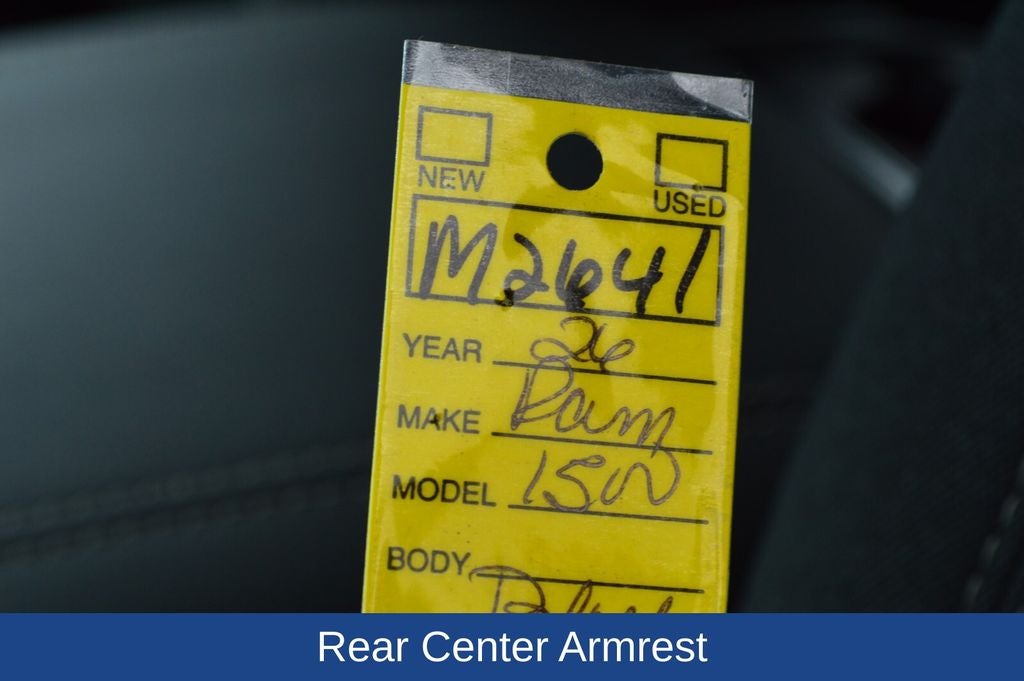 NEW
USED
M2641
YEAR 26
MAKE Ram
MODEL 1500
BODY
Rear Center Armrest